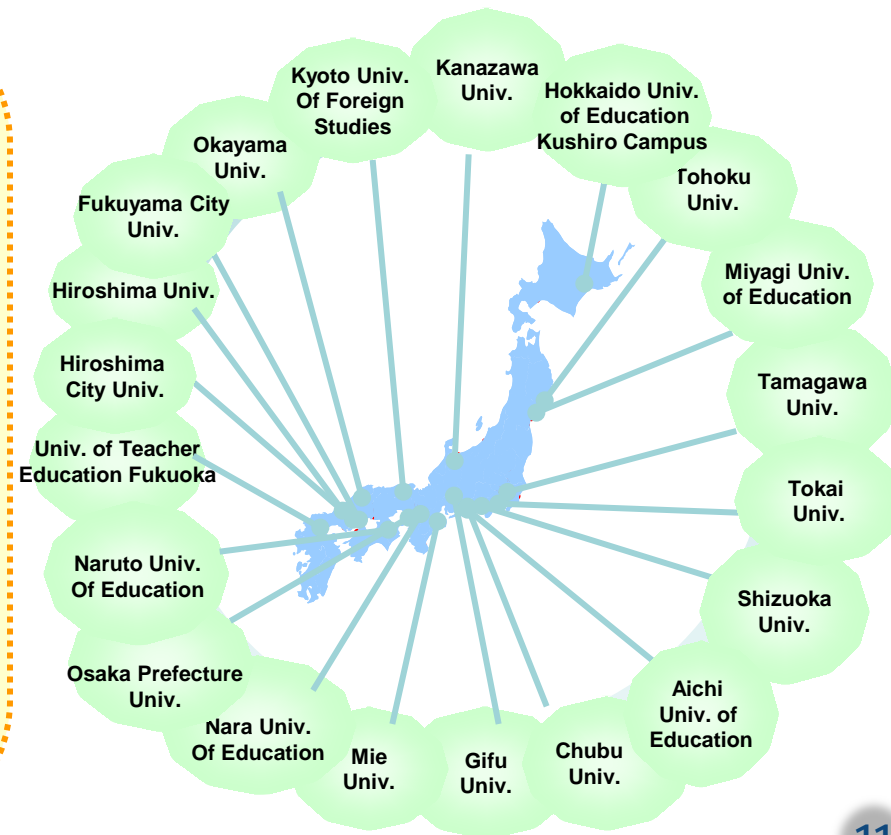 Kanazawa
Univ.
Hokkaido Univ.
of Education
Kushiro Campus
Tohoku
Univ.
Miyagi Univ.
of Education
Tamagawa
Univ.
Tokai
Univ.
Shizuoka
Univ.
Aichi
Univ. of
Education
Chubu
Univ.
Gifu
Univ.
Mie
Univ.
Nara Univ.
Of Education
Osaka Prefecture
Univ.
Naruto Univ.
Of Education
Univ. of Teacher
Education Fukuoka
Hiroshima
City Univ.
Hiroshima Univ.
Fukuyama City
Univ.
Okayama
Univ.
Kyoto Univ.
Of Foreign
Studies
11